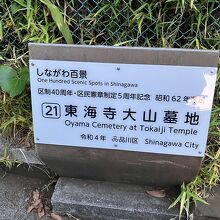 しながわ百景
One Hundred Scenic Spots in Shinagawa
区制40周年・区民憲章制定5周年記念 昭和62年
21 東海寺大山墓地
Oyama Cemetery at Tokaiji Temple
令和4年 品川区 Shinagawa City